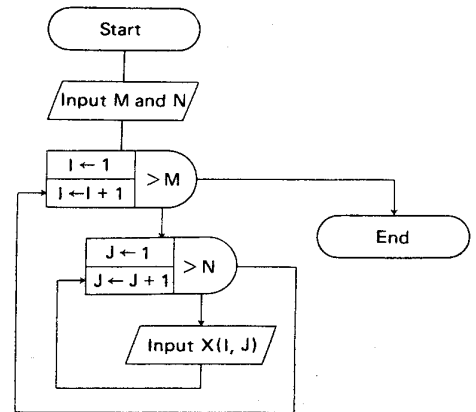 Start
Input M and N
I ← 1
I ← I + 1
> M
J ← 1
J ← J + 1
> N
End
Input X(I, J)